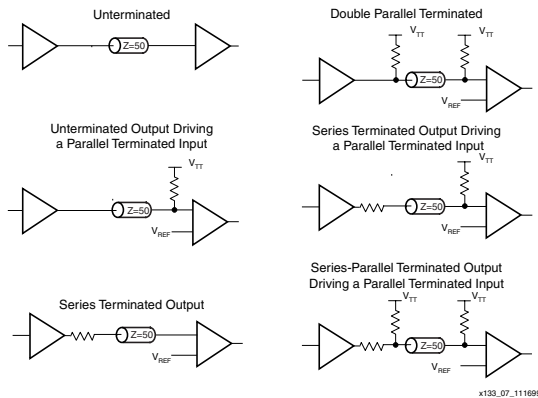 Unterminated
Z=50
Double Parallel Terminated
VTT
VTT
Z=50
VREF
Unterminated Output Driving
a Parallel Terminated Input
VTT
Z=50
VREF
Series Terminated Output Driving
a Parallel Terminated Input
VTT
Z=50
VREF
Series Terminated Output
Z=50
VREF
Series-Parallel Terminated Output
Driving a Parallel Terminated Input
VTT
VTT
Z=50
VREF
x133_07_111699